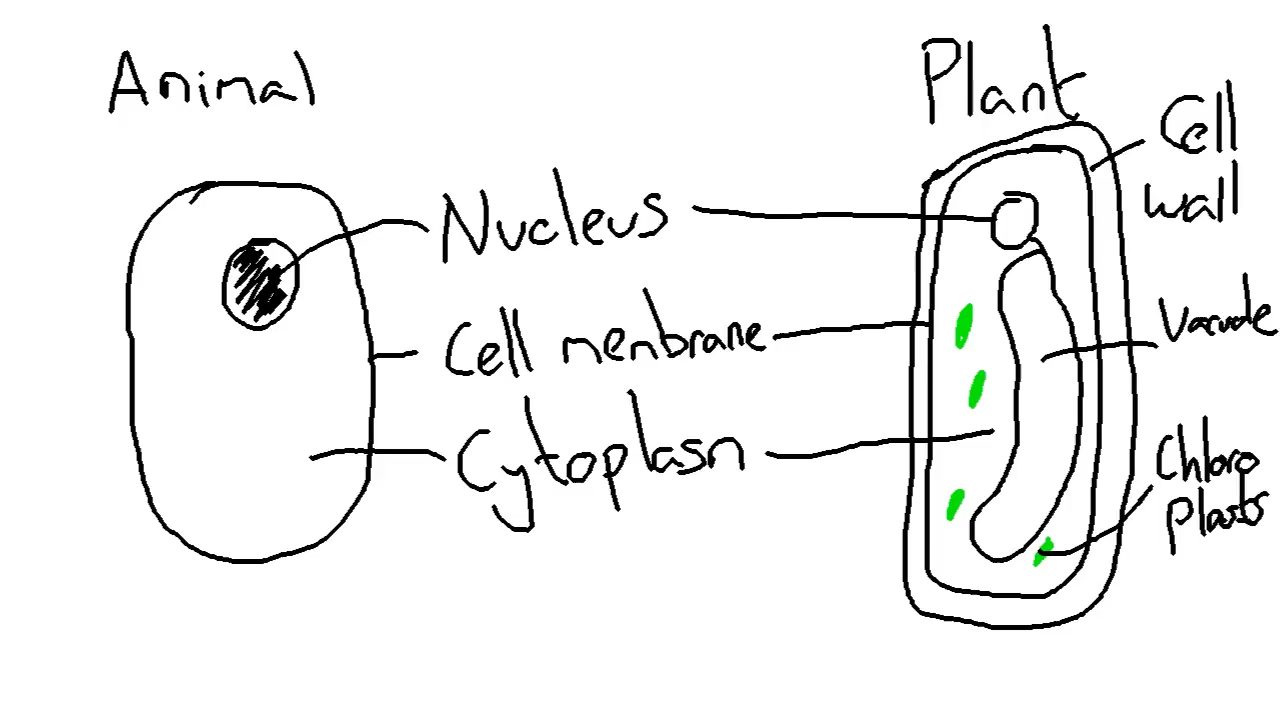 Animal
Plant
Cell
wall
Nucleus
Cell menbrane
Vacuole
Cytoplasn
Chloro
plasts